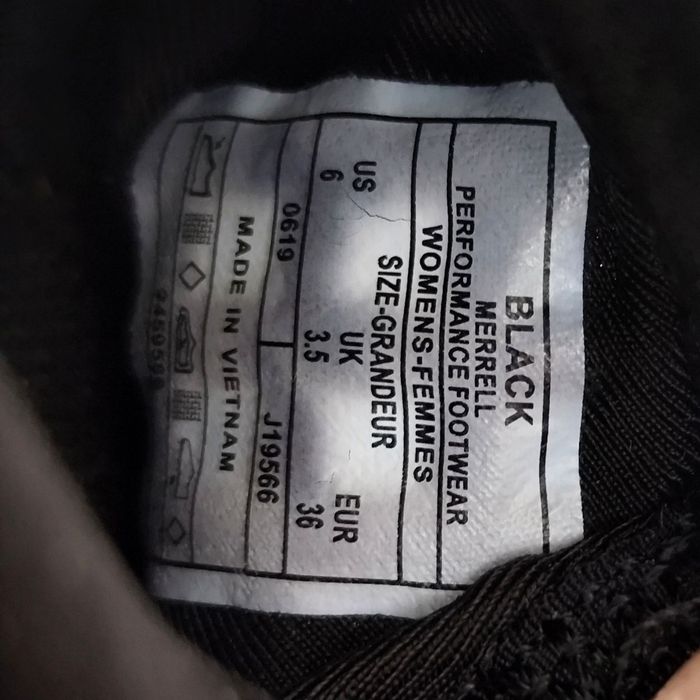 BLACK
MERRELL
PERFORMANCE FOOTWEAR
WOMENS-FEMMES
SIZE-GRANDEUR
US UK EUR
6 3.5 36
0619 J19566
MADE IN VIETNAM